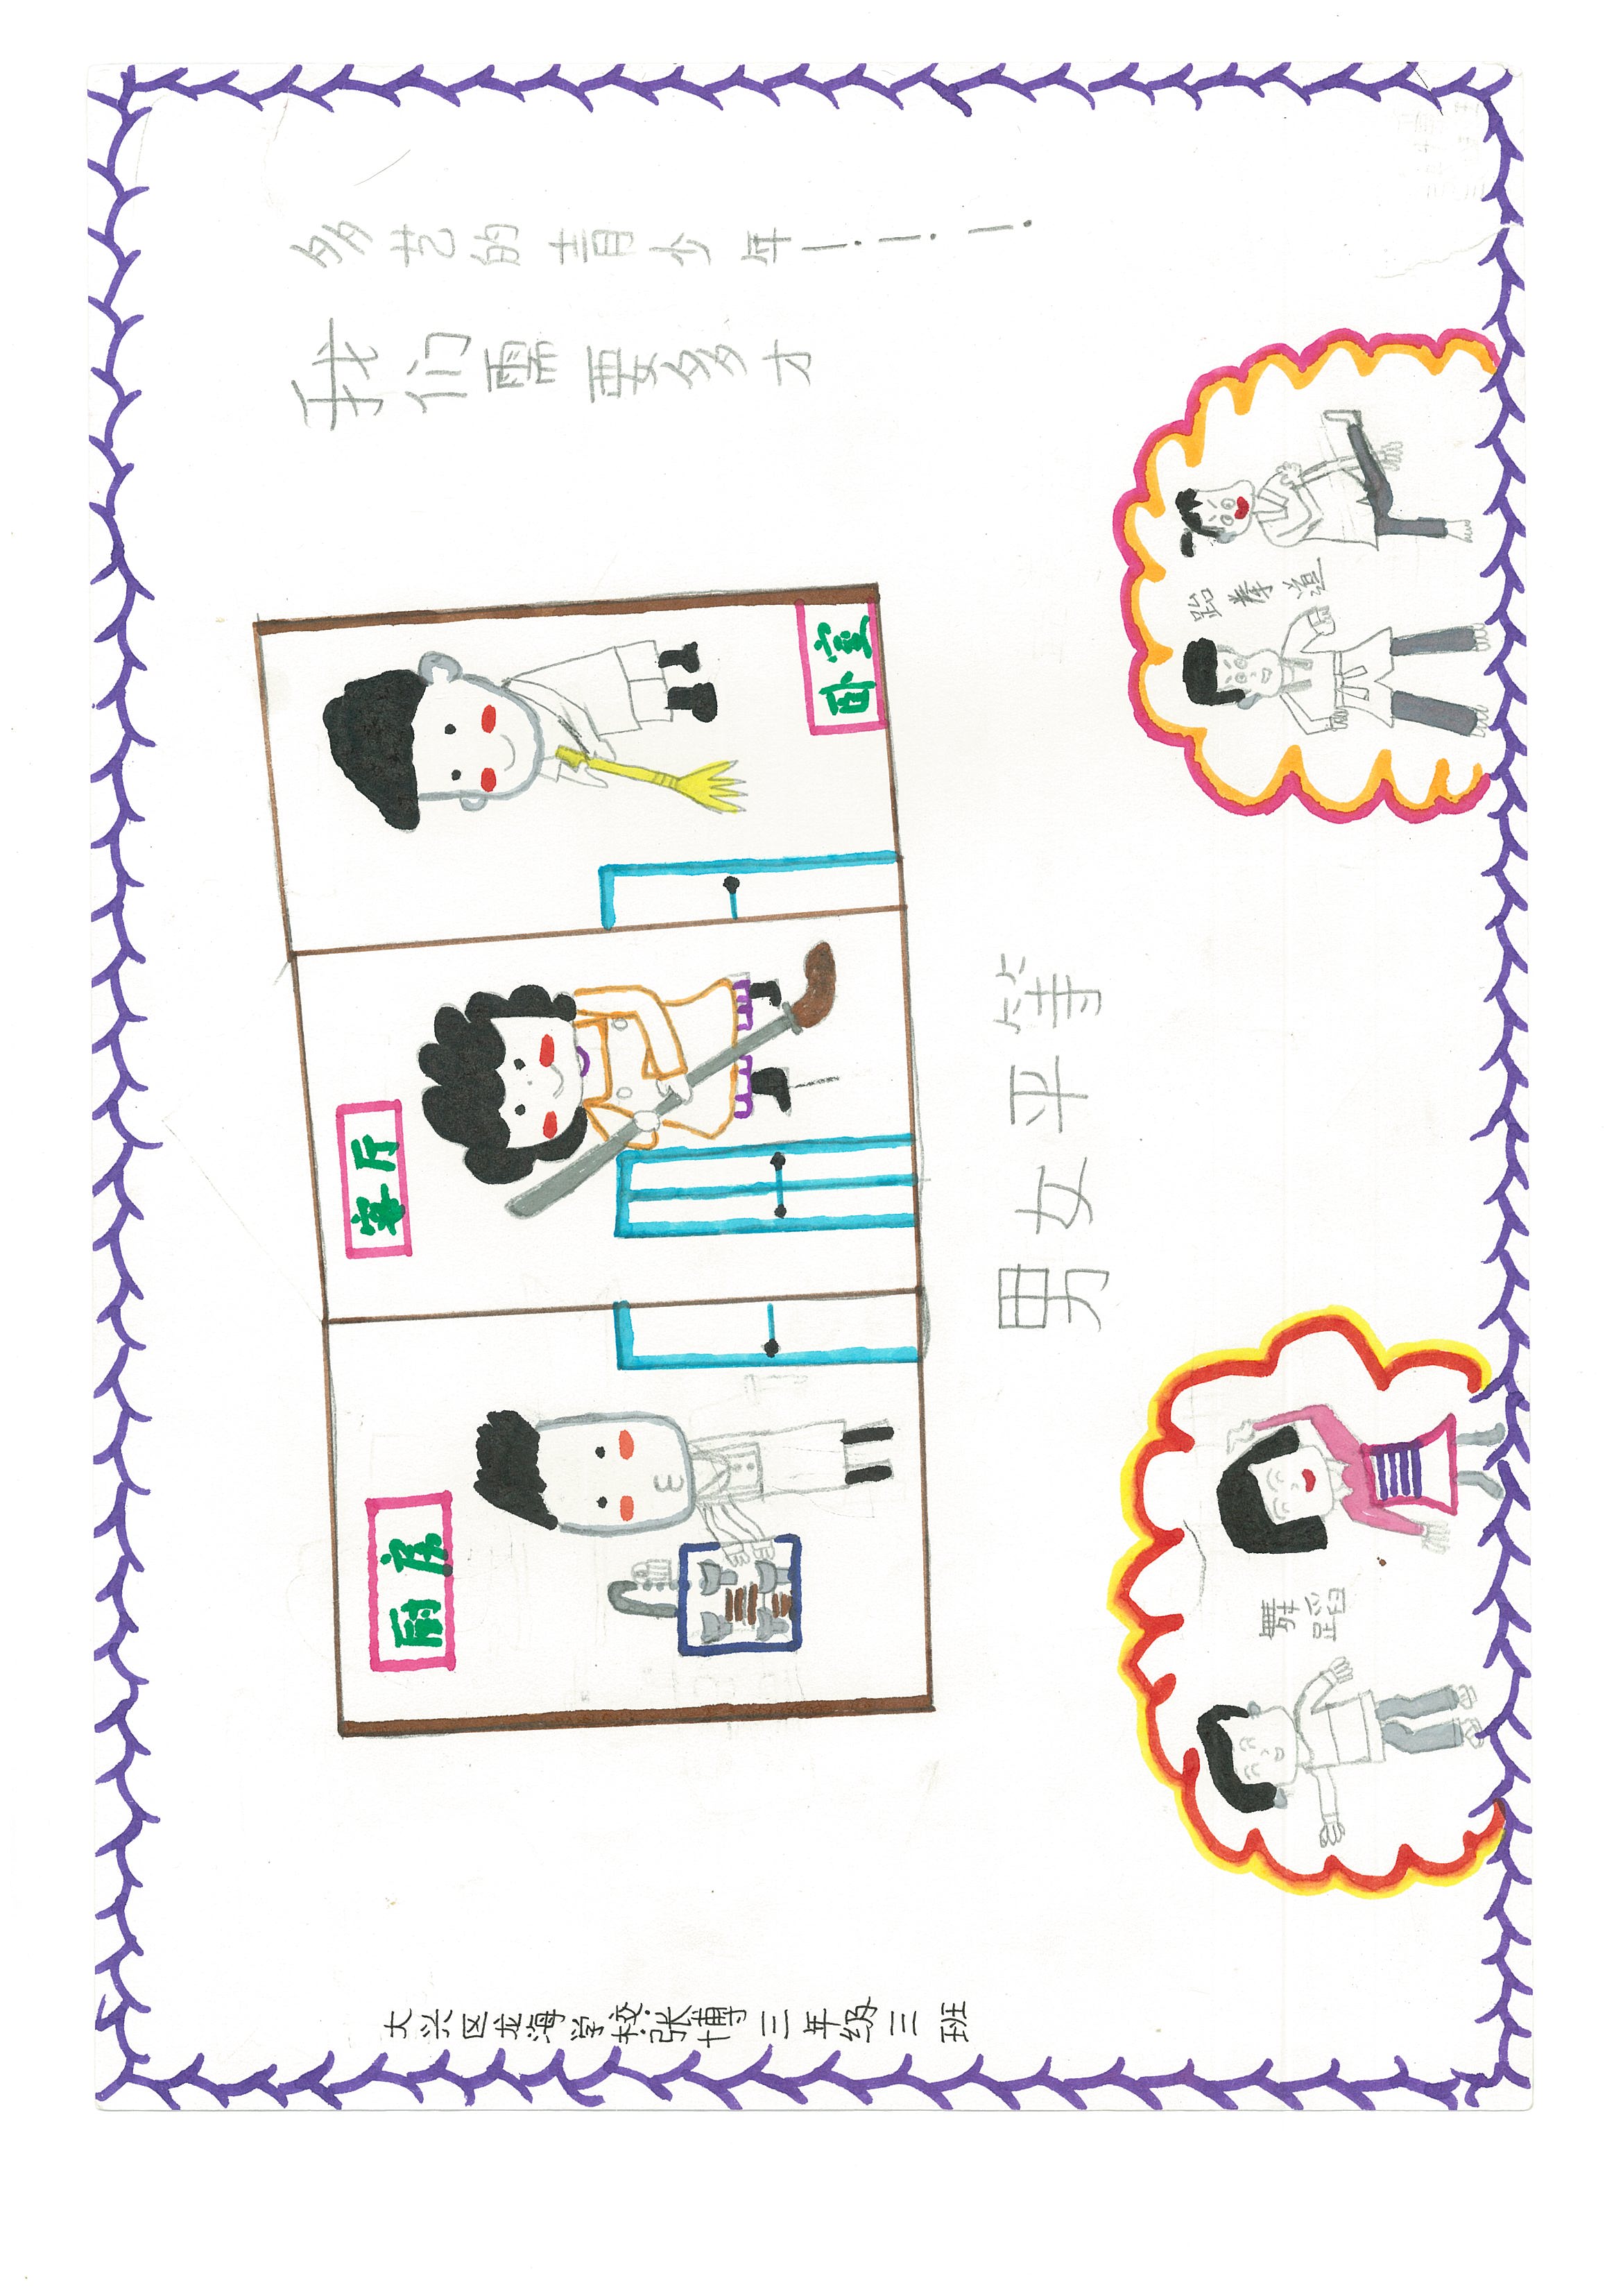 大兴区龙海学校:张博 三年级三班
厨房
客厅
卧室
我们需要多才
多艺的青少年！！！
男女平等
舞蹈
跆拳道